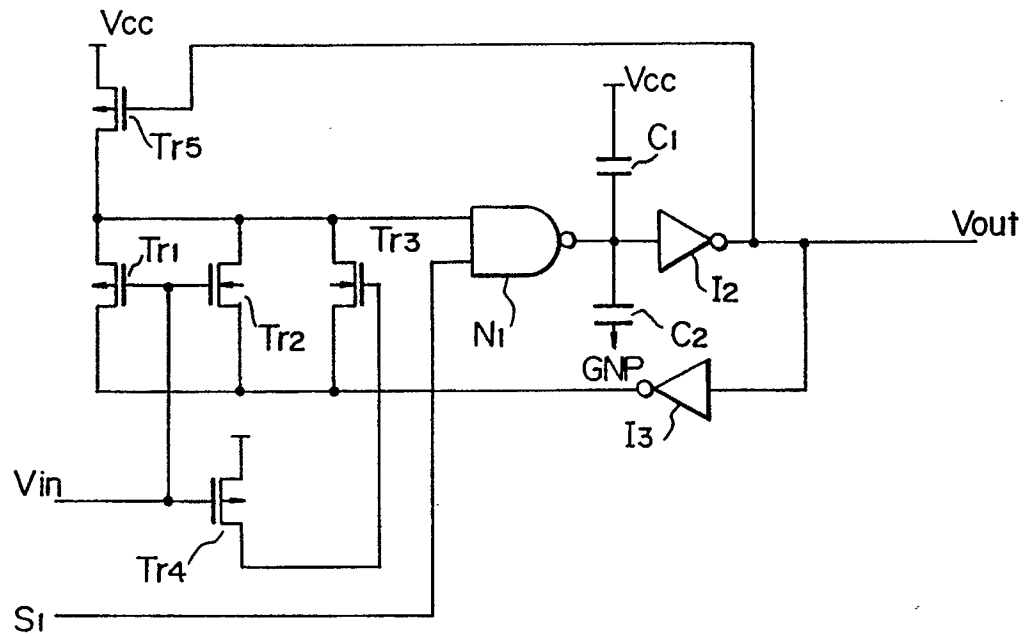 Vcc
Vcc
Tr5
C1
Tr1
Tr3
Vout
I2
Tr2
N1
C2
GNP
I3
Vin
Tr4
S1